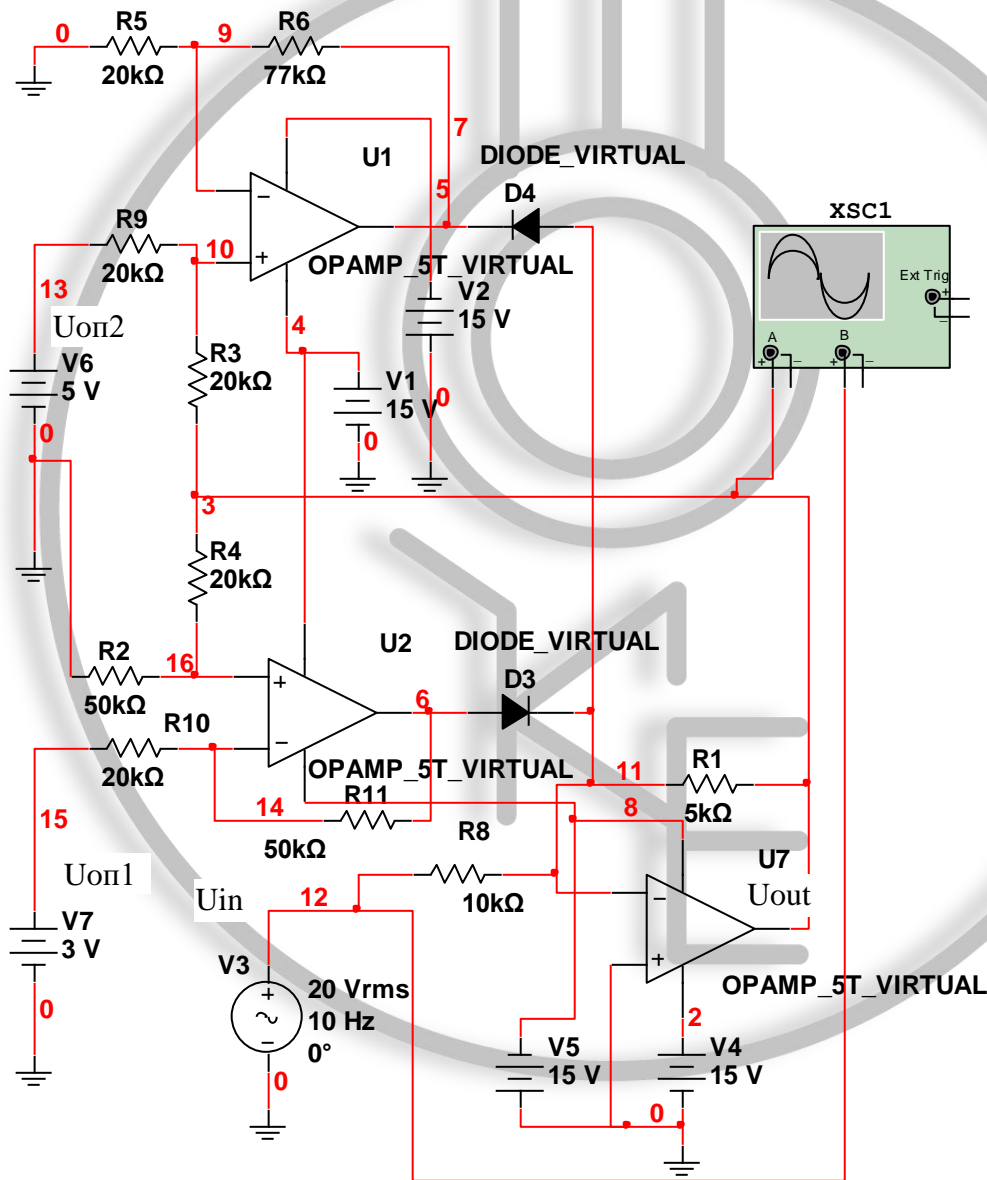 0
R5
20kΩ
9
R6
77kΩ
7
U1
DIODE_VIRTUAL
5
D4
XSC1
Ext Trig
A
B
R9
20kΩ
10
OPAMP_5T_VIRTUAL
13
Uоп2
V6
5 V
0
4
V2
15 V
R3
20kΩ
V1
15 V
0
0
3
R4
20kΩ
U2
DIODE_VIRTUAL
R2
16
50kΩ
6
D3
R10
20kΩ
OPAMP_5T_VIRTUAL
15
14
R11
50kΩ
11
R1
5kΩ
8
R8
10kΩ
U7
Uоп1
Uin
12
Uout
V7
3 V
0
V3
20 Vrms
10 Hz
0°
0
OPAMP_5T_VIRTUAL
2
V5
15 V
V4
15 V
0